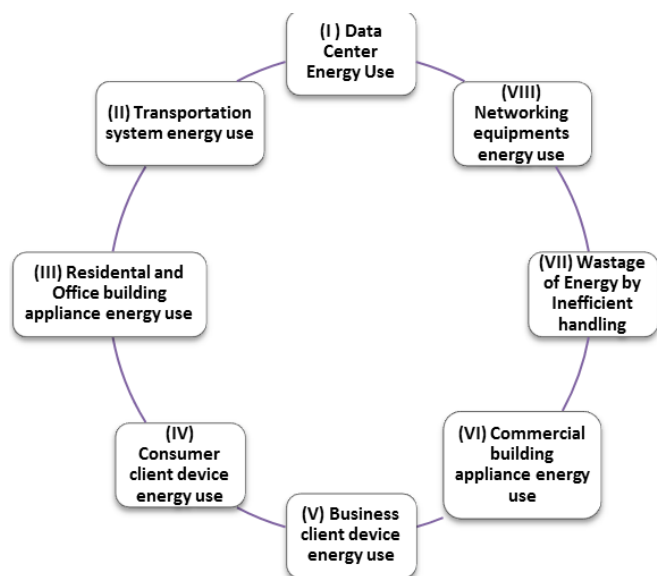 (I) Data
Center
Energy Use
(II) Transportation
system energy use
(III) Residental and
Office building
appliance energy use
(IV)
Consumer
client device
energy use
(V) Business
client device
energy use
(VI) Commercial
building
appliance energy
use
(VII) Wastage
of Energy by
Inefficient
handling
(VIII)
Networking
equipments
energy use